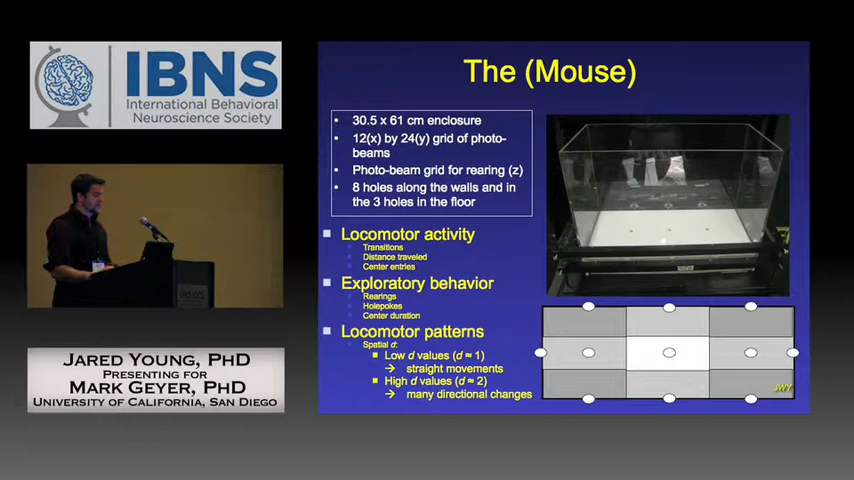 IBNS
International Behavioral
Neuroscience Society
The (Mouse)
30.5 x 61 cm enclosure
12(x) by 24(y) grid of photo-
beams
Photo-beam grid for rearing (z)
8 holes along the walls and in
the 3 holes in the floor
Locomotor activity
Transitions
Distance traveled
Center entries
Exploratory behavior
Rearings
Holepokes
Center duration
Locomotor patterns
Spatial d:
Low d values (d ≈ 1)
→ straight movements
High d values (d ≈ 2)
→ many directional changes
JWY
JARED YOUNG, PHD
PRESENTING FOR
MARK GEYER, PHD
UNIVERSITY OF CALIFORNIA, SAN DIEGO